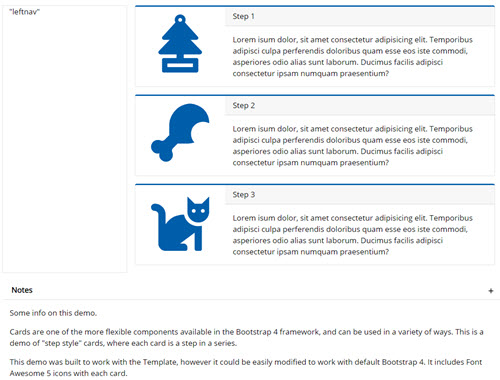 "leftnav"
Step 1
Lorem isum dolor, sit amet consectetur adipisicing elit. Temporibus
adipisci culpa perferendis doloribus quam esse eos iste commodi,
asperiores odio alias sunt laborum. Ducimus facilis adipisci
consectetur ipsam numquam praesentium?
Step 2
Lorem isum dolor, sit amet consectetur adipisicing elit. Temporibus
adipisci culpa perferendis doloribus quam esse eos iste commodi,
asperiores odio alias sunt laborum. Ducimus facilis adipisci
consectetur ipsam numquam praesentium?
Step 3
Lorem isum dolor, sit amet consectetur adipisicing elit. Temporibus
adipisci culpa perferendis doloribus quam esse eos iste commodi,
asperiores odio alias sunt laborum. Ducimus facilis adipisci
consectetur ipsam numquam praesentium?
Notes +
Some info on this demo.
Cards are one of the more flexible components available in the Bootstrap 4 framework, and can be used in a variety of ways. This is a
demo of "step style" cards, where each card is a step in a series.
This demo was built to work with the Template, however it could be easily modified to work with default Bootstrap 4. It includes Font
Awesome 5 icons with each card.